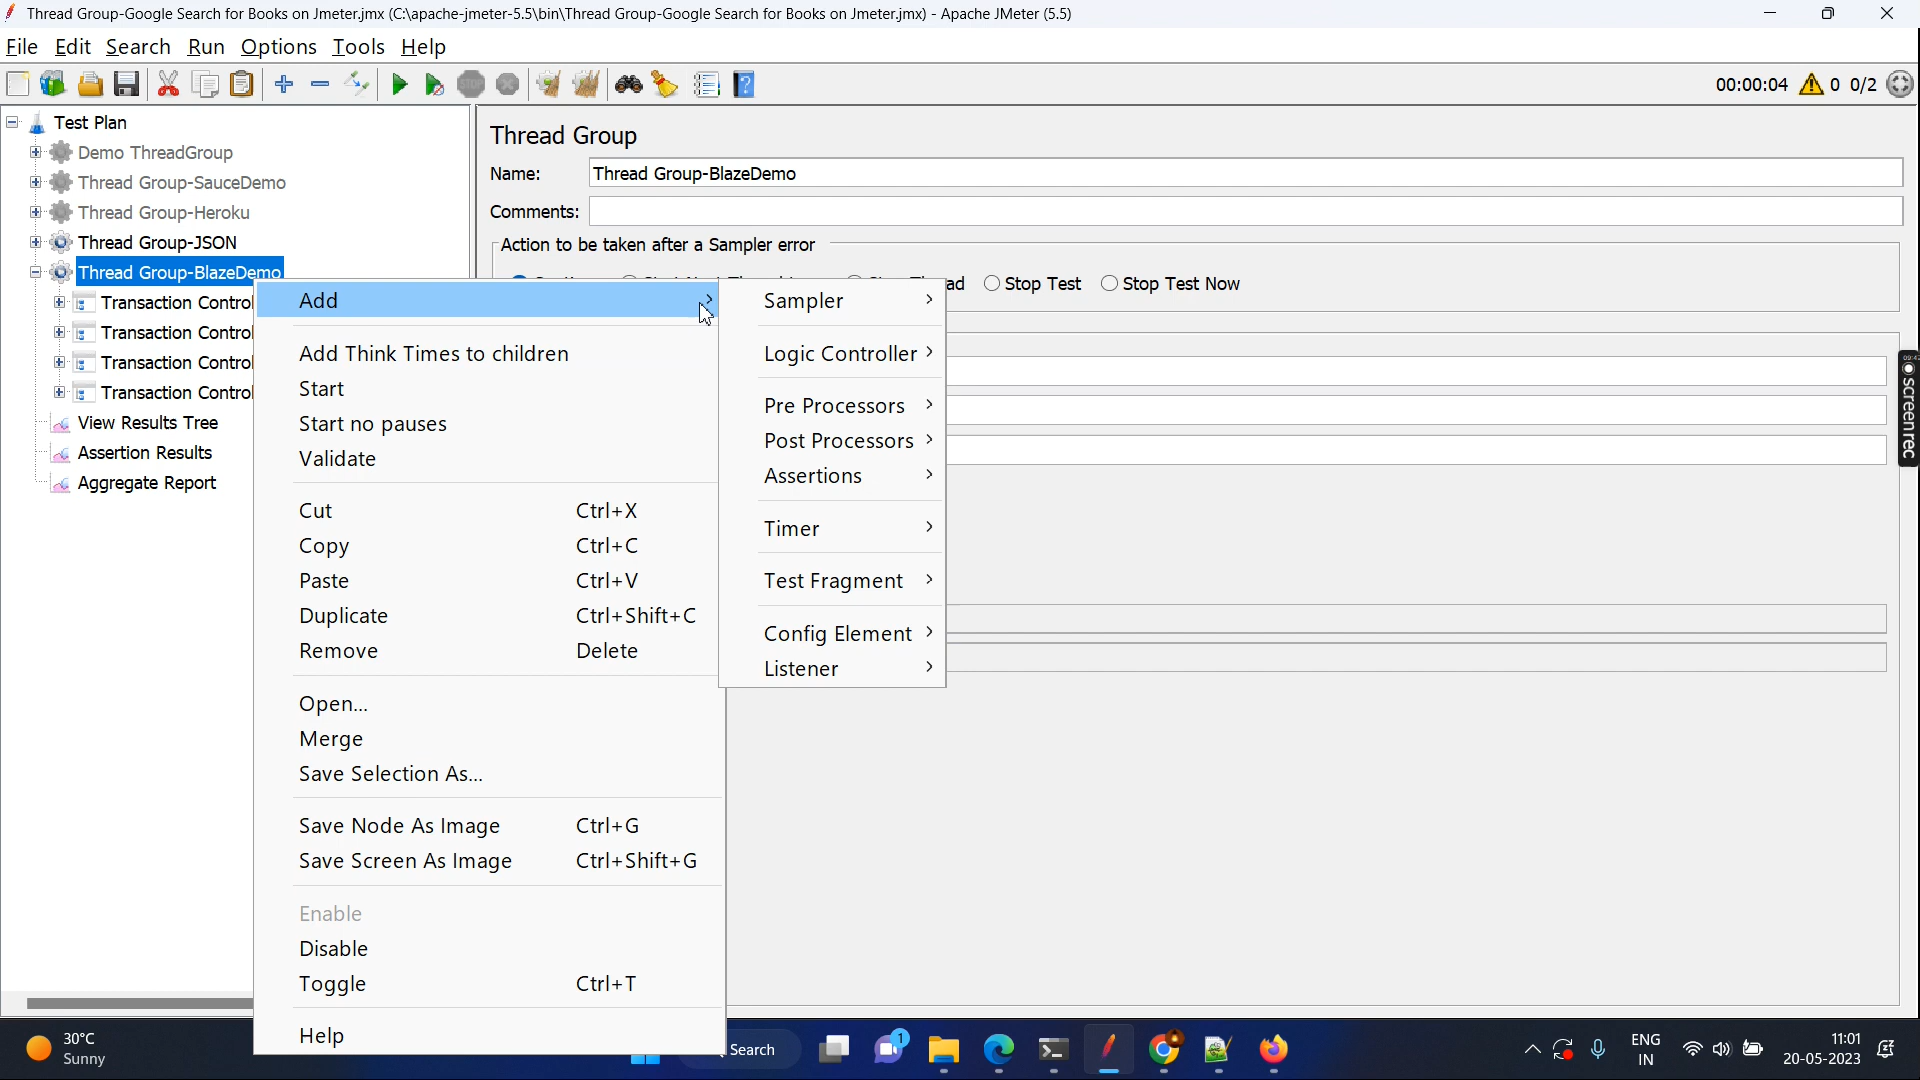 Thread Group-Google Search for Books on Jmeter.jmx (C:\apache-jmeter-5.5\bin\Thread Group-Google Search for Books on Jmeter.jmx) - Apache JMeter (5.5)
File Edit Search Run Options Tools Help
STOP
?
00:00:04 0 0/2
Test Plan
Demo ThreadGroup
Thread Group-SauceDemo
Thread Group-Heroku
Thread Group-JSON
Thread Group-BlazeDemo
Transaction Control
Transaction Control
Transaction Control
Transaction Control
View Results Tree
Assertion Results
Aggregate Report
Thread Group
Name: Thread Group-BlazeDemo
Comments:
Action to be taken after a Sampler error
ad Stop Test Stop Test Now
Add
Add Think Times to children
Start
Start no pauses
Validate
Cut Ctrl+X
Copy Ctrl+C
Paste Ctrl+V
Duplicate Ctrl+Shift+C
Remove Delete
Open...
Merge
Save Selection As...
Save Node As Image Ctrl+G
Save Screen As Image Ctrl+Shift+G
Enable
Disable
Toggle Ctrl+T
Help
Sampler
Logic Controller
Pre Processors
Post Processors
Assertions
Timer
Test Fragment
Config Element
Listener
screenrec
30°C
Sunny
Search
1
ENG
IN
11:01
20-05-2023